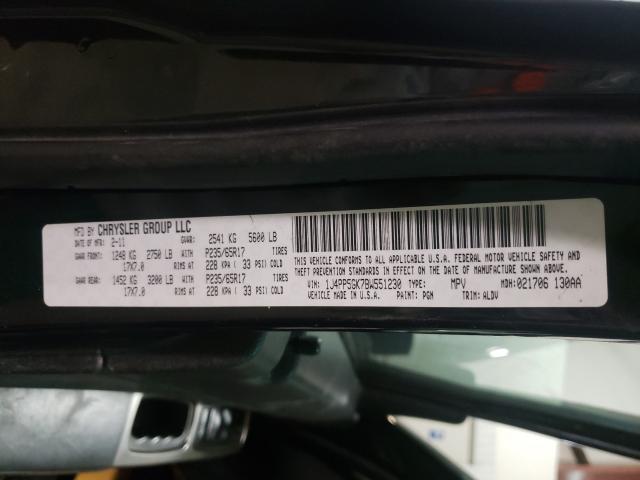 MFD BY CHRYSLER GROUP LLC
DATE OF MFR: 2-11 GVWR: 2541 KG 5600 LB
GAWR FRONT: 1248 KG 2750 LB WITH P235/65R17 TIRES
17X7.0 RIMS AT 228 KPA ( 33 PSI) COLD
GAWR REAR: 1452 KG 3200 LB WITH P235/65R17 TIRES
17X7.0 RIMS AT 228 KPA ( 33 PSI) COLD
THIS VEHICLE CONFORMS TO ALL APPLICABLE U.S.A. FEDERAL MOTOR VEHICLE SAFETY AND
THEFT PREVENTION STANDARDS IN EFFECT ON THE DATE OF MANUFACTURE SHOWN ABOVE.
VIN: 1J4PP5GK7BW551230 TYPE: MPV MDH: 021706 130AA
MADE IN U.S.A. PAINT: PGN TRIM: ALDV